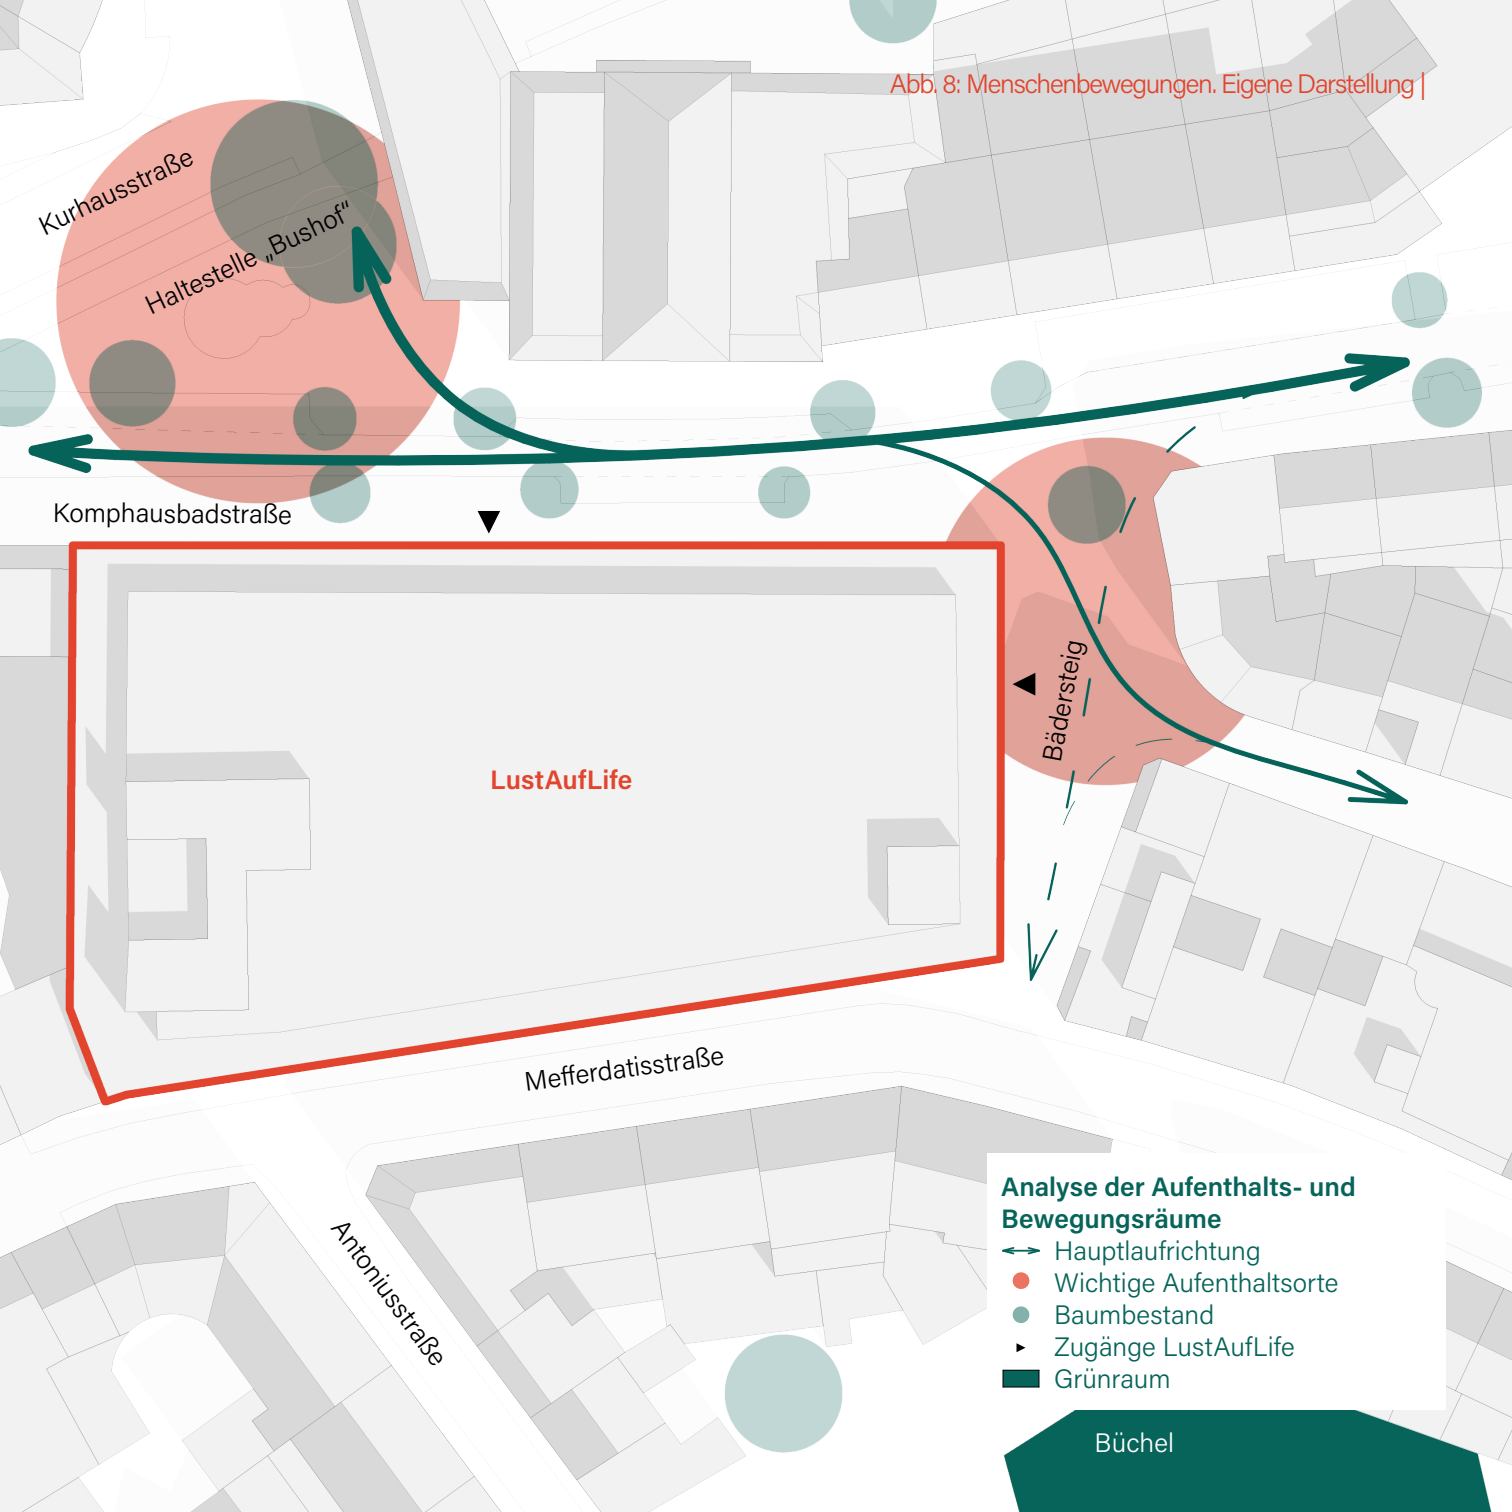 Abb. 8: Menschenbewegungen. Eigene Darstellung |
Kurhausstraße
Haltestelle „Bushof“
Komphausbadstraße
Bädersteig
LustAufLife
Mefferdatisstraße
Antoniusstraße
Analyse der Aufenthalts- und
Bewegungsräume
Hauptlaufrichtung
Wichtige Aufenthaltsorte
Baumbestand
Zugänge LustAufLife
Grünraum
Büchel